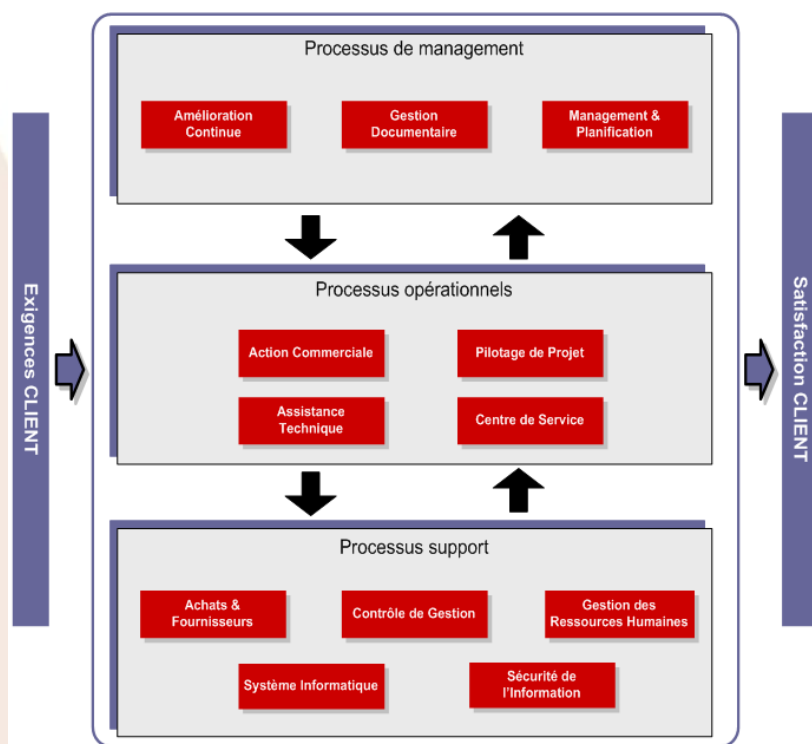 Processus de management
Amélioration
Continue
Gestion
Documentaire
Management &
Planification
Exigences CLIENT
Processus opérationnels
Action Commerciale
Pilotage de Projet
Assistance
Technique
Centre de Service
Satisfaction CLIENT
Processus support
Achats &
Fournisseurs
Contrôle de Gestion
Gestion des
Ressources Humaines
Système Informatique
Sécurité de
l'Information